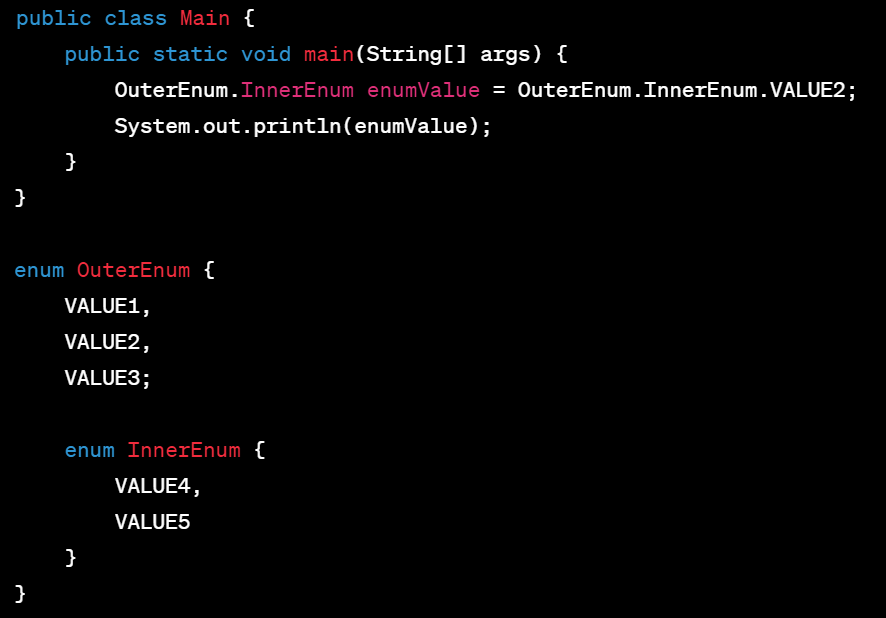 public class Main {
    public static void main(String[] args) {
        OuterEnum.InnerEnum enumValue = OuterEnum.InnerEnum.VALUE2;
        System.out.println(enumValue);
    }
}

enum OuterEnum {
    VALUE1,
    VALUE2,
    VALUE3;

    enum InnerEnum {
        VALUE4,
        VALUE5
    }
}